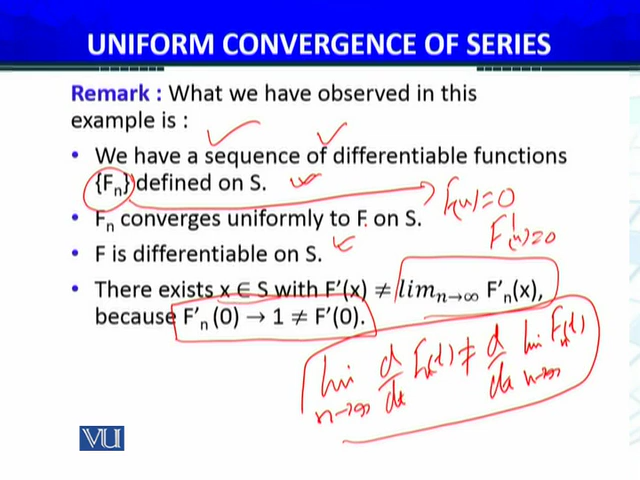 UNIFORM CONVERGENCE OF SERIES
Remark : What we have observed in this
example is :
• We have a sequence of differentiable functions
{Fₙ} defined on S.
F(x)=0
• Fₙ converges uniformly to F on S.
F'(x)=0
• F is differentiable on S.
• There exists x ∈ S with F'(x) ≠ limₙ→∞ F'ₙ(x),
because F'ₙ(0) → 1 ≠ F'(0).
lim n→∞ d/dx Fₙ(x) ≠ d/dx lim n→∞ Fₙ(x)
VU